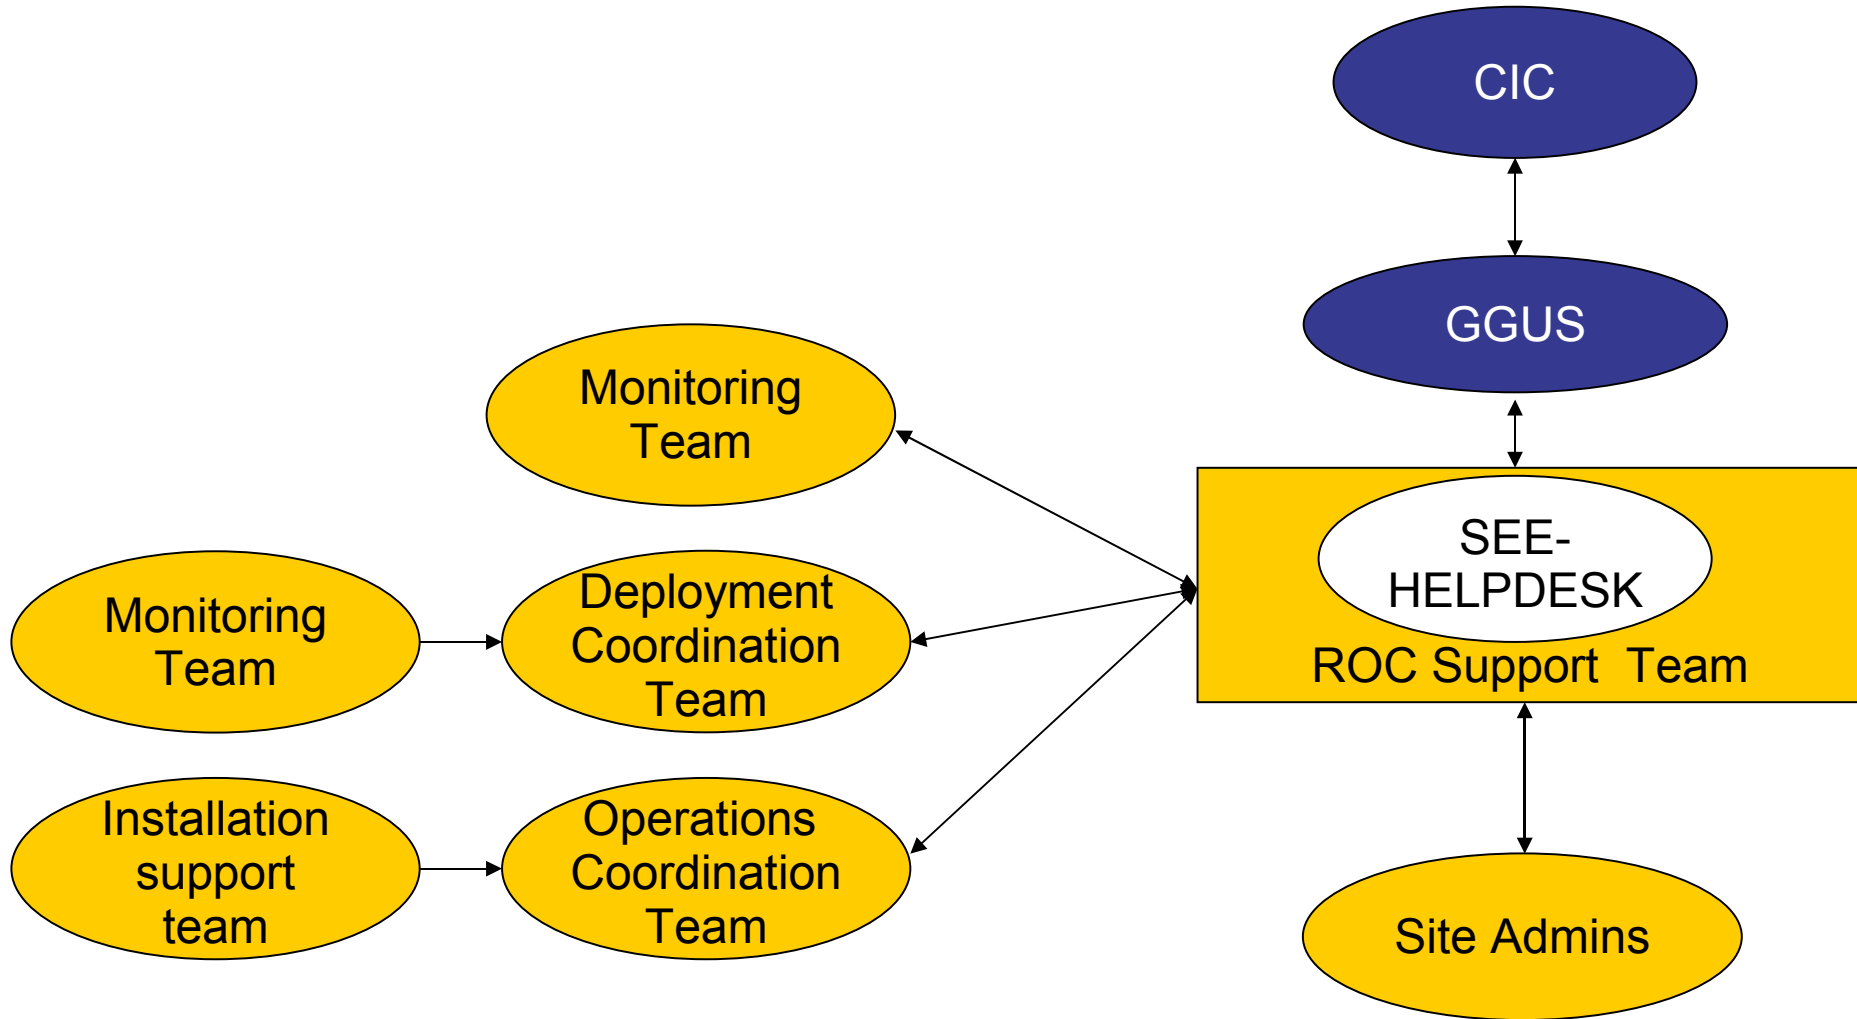 CIC
GGUS
Monitoring
Team
SEE-
HELPDESK
ROC Support  Team
Monitoring
Team
Deployment
Coordination
Team
Installation
support
team
Operations
Coordination
Team
Site Admins